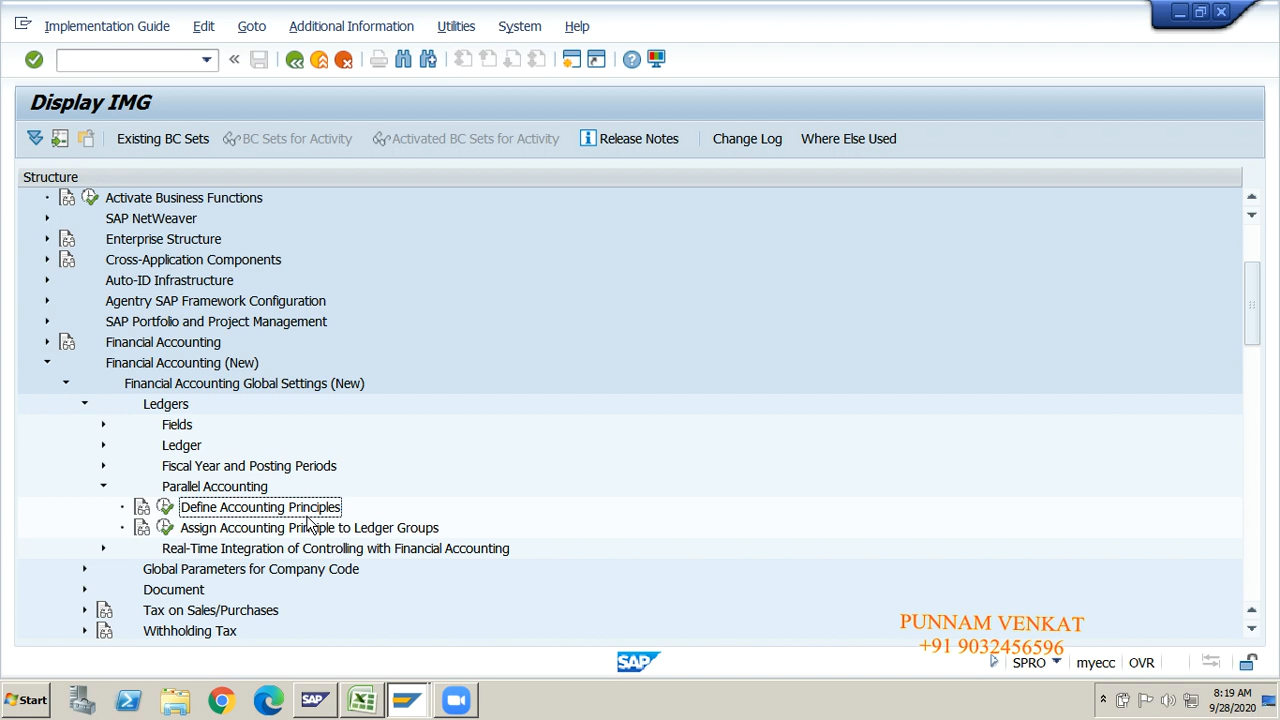 Implementation Guide Edit Goto Additional Information Utilities System Help
Display IMG
Existing BC Sets BC Sets for Activity Activated BC Sets for Activity Release Notes Change Log Where Else Used
Structure
Activate Business Functions
SAP NetWeaver
Enterprise Structure
Cross-Application Components
Auto-ID Infrastructure
Agentry SAP Framework Configuration
SAP Portfolio and Project Management
Financial Accounting
Financial Accounting (New)
Financial Accounting Global Settings (New)
Ledgers
Fields
Ledger
Fiscal Year and Posting Periods
Parallel Accounting
Define Accounting Principles
Assign Accounting Principle to Ledger Groups
Real-Time Integration of Controlling with Financial Accounting
Global Parameters for Company Code
Document
Tax on Sales/Purchases
Withholding Tax
PUNNAM VENKAT
+91 9032456596
SAP
SPRO myecc OVR
Start
SAP
8:19 AM
9/28/2020